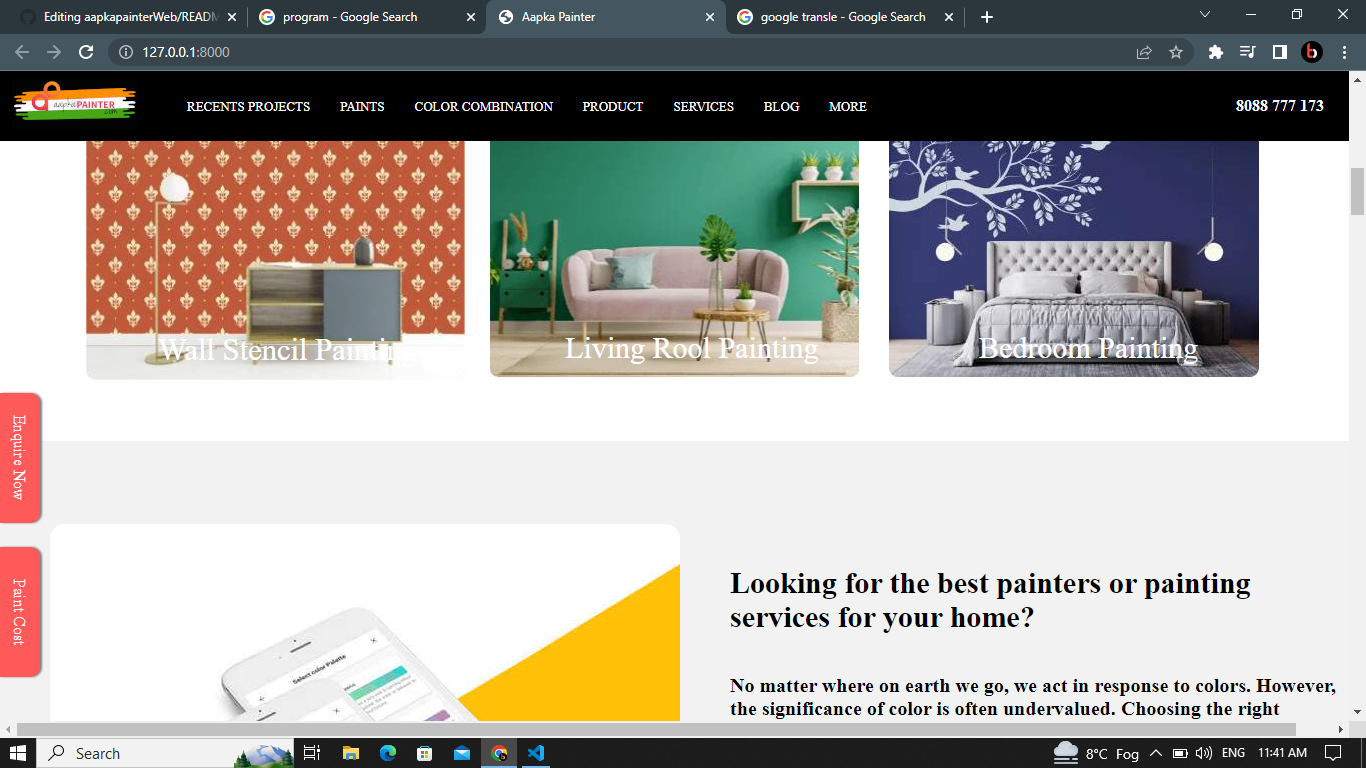 Editing aapkapainterWeb/READM
program - Google Search
Aapka Painter
google transle - Google Search
127.0.0.1:8000
aapkaPAINTER
.com
RECENTS PROJECTS
PAINTS
COLOR COMBINATION
PRODUCT
SERVICES
BLOG
MORE
8088 777 173
Wall Stencil Painting
Living Rool Painting
Bedroom Painting
Enquire Now
Paint Cost
Select color Palette
Looking for the best painters or painting
services for your home?
No matter where on earth we go, we act in response to colors. However,
the significance of color is often undervalued. Choosing the right
Search
8°C Fog
ENG
11:41 AM